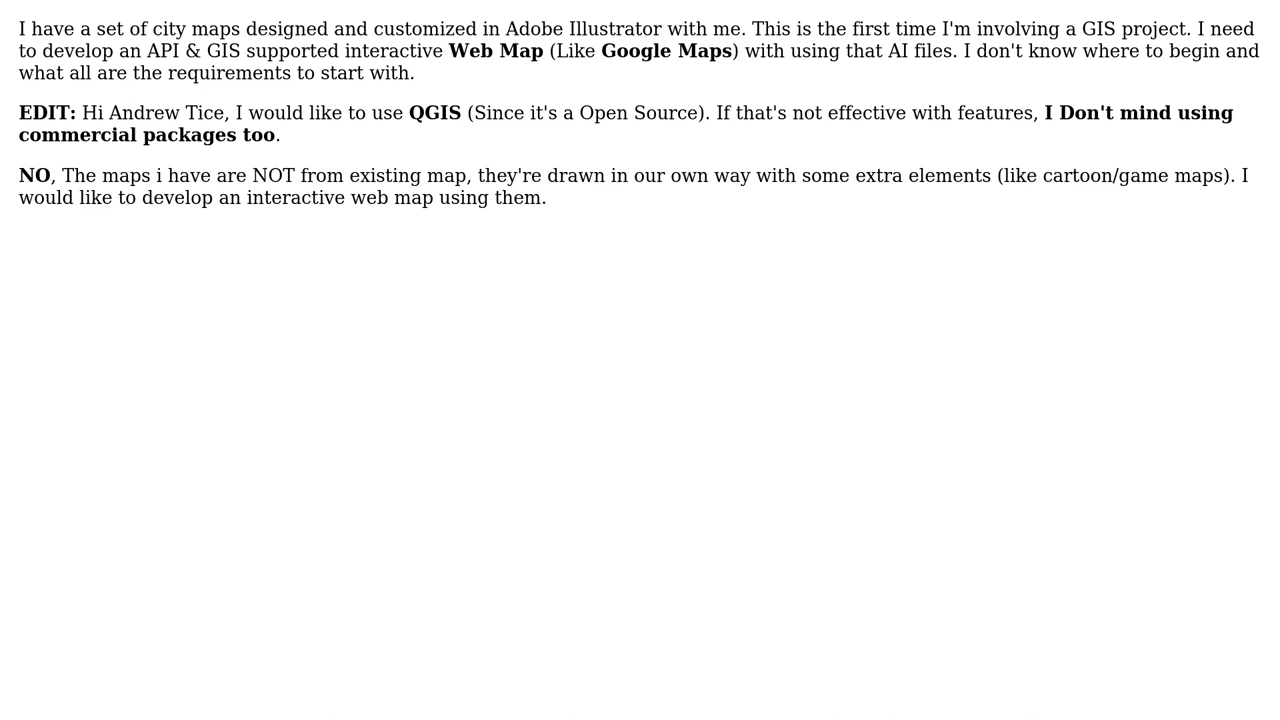 I have a set of city maps designed and customized in Adobe Illustrator with me. This is the first time I'm involving a GIS project. I need
to develop an API & GIS supported interactive Web Map (Like Google Maps) with using that AI files. I don't know where to begin and
what all are the requirements to start with.
EDIT: Hi Andrew Tice, I would like to use QGIS (Since it's a Open Source). If that's not effective with features, I Don't mind using
commercial packages too.
NO, The maps i have are NOT from existing map, they're drawn in our own way with some extra elements (like cartoon/game maps). I
would like to develop an interactive web map using them.